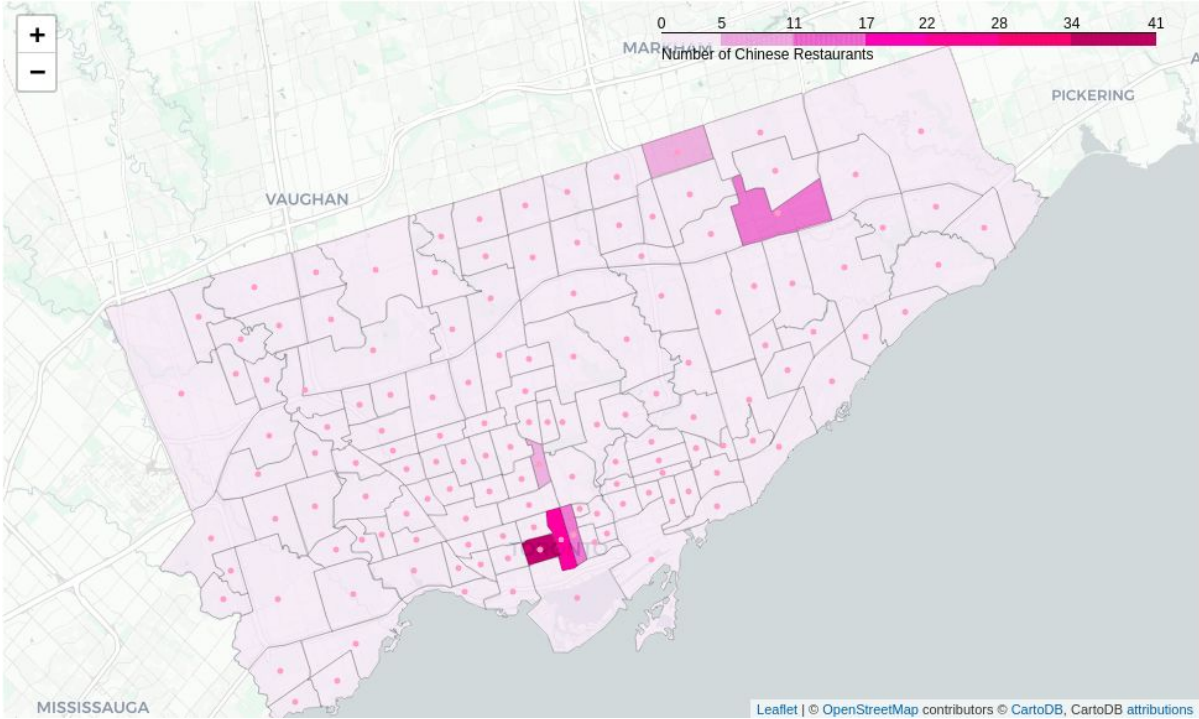 +
−
0 5 11 17 22 28 34 41
MARKHAM
Number of Chinese Restaurants
PICKERING
VAUGHAN
MISSISSAUGA
Leaflet | © OpenStreetMap contributors © CartoDB, CartoDB attributions